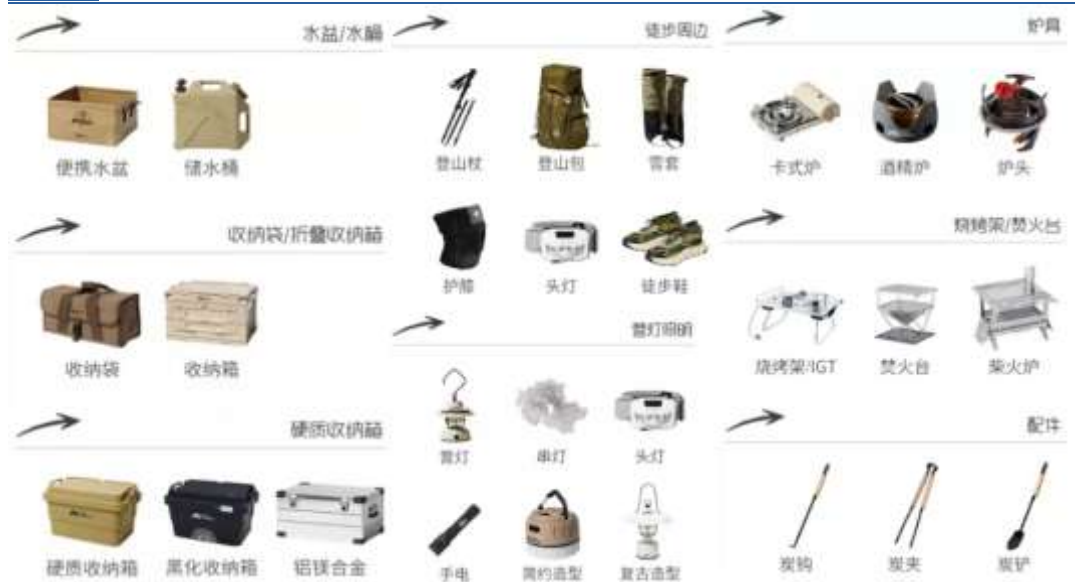 水盆/水桶
便携水盆 储水桶
收纳袋/折叠收纳箱
收纳袋 收纳箱
硬质收纳箱
硬质收纳箱 黑化收纳箱 铝镁合金
徒步周边
登山杖 登山包 雪套
护膝 头灯 徒步鞋
营灯照明
营灯 串灯 头灯
手电 简约造型 复古造型
炉具
卡式炉 酒精炉 炉头
烧烤架/焚火台
烧烤架/IGT 焚火台 柴火炉
配件
炭钩 炭夹 炭铲